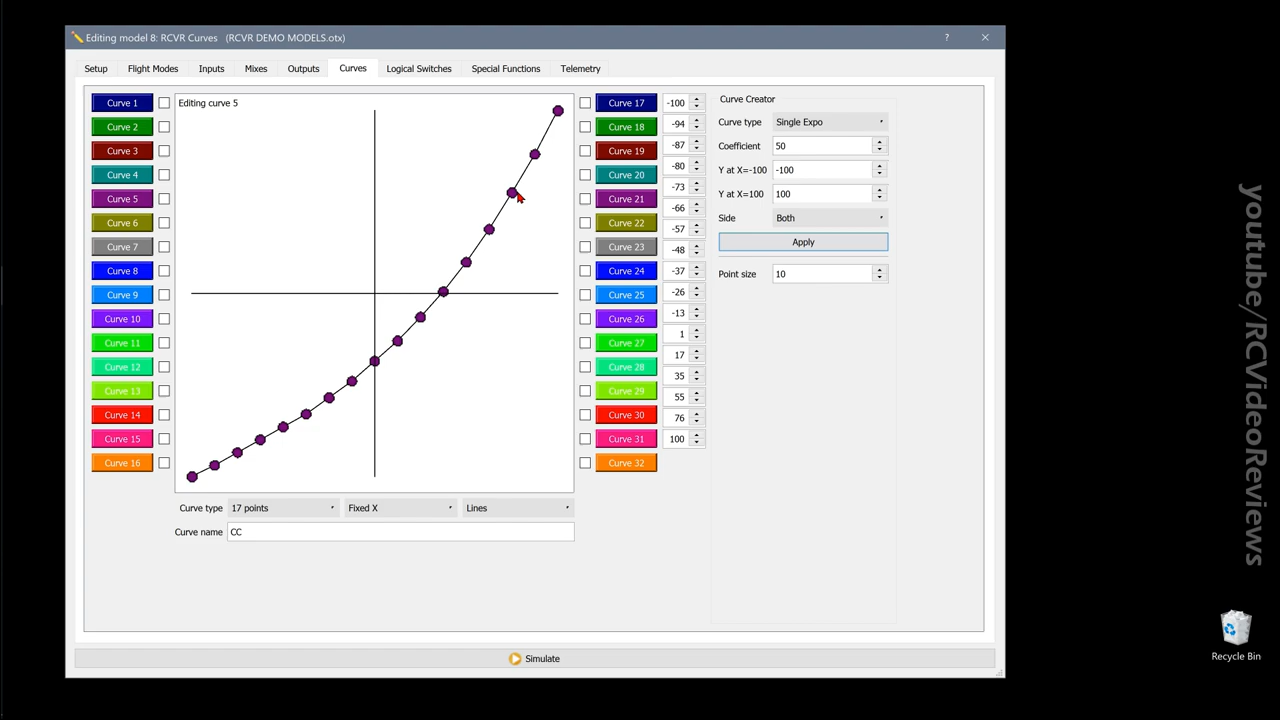 Editing model 8: RCVR Curves (RCVR DEMO MODELS.otx)
?
Setup
Flight Modes
Inputs
Mixes
Outputs
Curves
Logical Switches
Special Functions
Telemetry
Curve 1
Curve 2
Curve 3
Curve 4
Curve 5
Curve 6
Curve 7
Curve 8
Curve 9
Curve 10
Curve 11
Curve 12
Curve 13
Curve 14
Curve 15
Curve 16
Editing curve 5
Curve type
17 points
Fixed X
Lines
Curve name
CC
Curve 17
Curve 18
Curve 19
Curve 20
Curve 21
Curve 22
Curve 23
Curve 24
Curve 25
Curve 26
Curve 27
Curve 28
Curve 29
Curve 30
Curve 31
Curve 32
-100
-94
-87
-80
-73
-66
-57
-48
-37
-26
-13
1
17
35
55
76
100
Curve Creator
Curve type
Single Expo
Coefficient
50
Y at X=-100
-100
Y at X=100
100
Side
Both
Apply
Point size
10
Simulate
youtube/RCVideoReviews
Recycle Bin